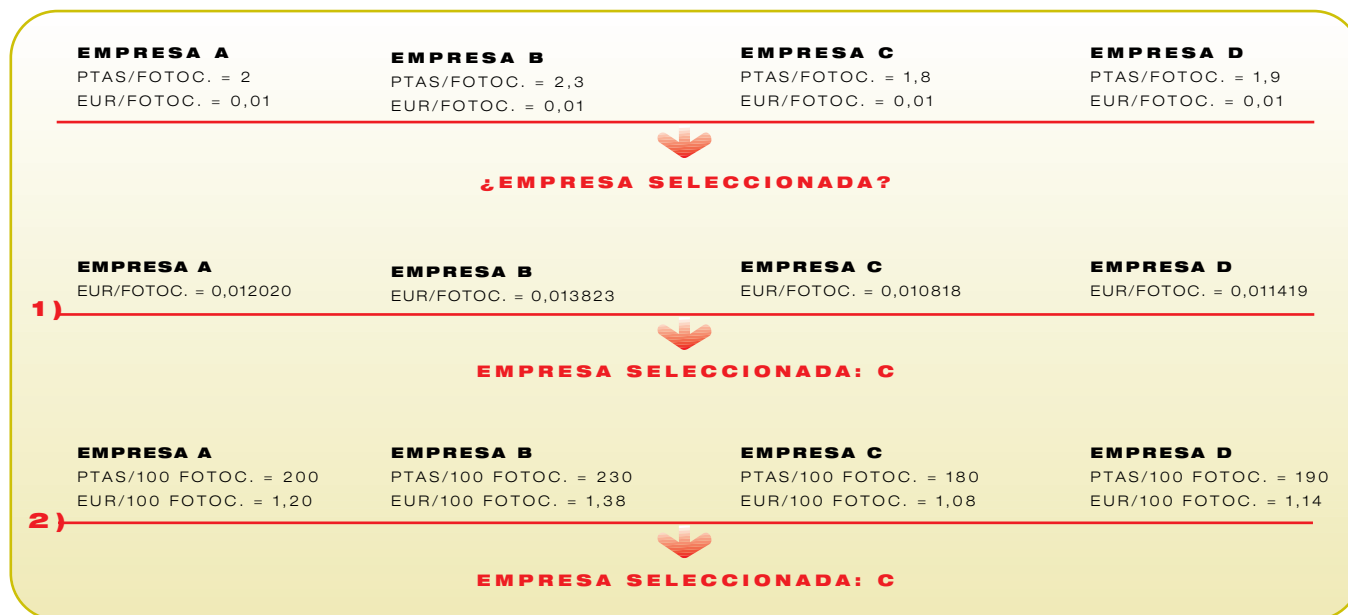 EMPRESA A
PTAS/FOTOC. = 2
EUR/FOTOC. = 0,01
EMPRESA B
PTAS/FOTOC. = 2,3
EUR/FOTOC. = 0,01
EMPRESA C
PTAS/FOTOC. = 1,8
EUR/FOTOC. = 0,01
EMPRESA D
PTAS/FOTOC. = 1,9
EUR/FOTOC. = 0,01
¿EMPRESA SELECCIONADA?
1)
EMPRESA A
EUR/FOTOC. = 0,012020
EMPRESA B
EUR/FOTOC. = 0,013823
EMPRESA C
EUR/FOTOC. = 0,010818
EMPRESA D
EUR/FOTOC. = 0,011419
EMPRESA SELECCIONADA: C
2)
EMPRESA A
PTAS/100 FOTOC. = 200
EUR/100 FOTOC. = 1,20
EMPRESA B
PTAS/100 FOTOC. = 230
EUR/100 FOTOC. = 1,38
EMPRESA C
PTAS/100 FOTOC. = 180
EUR/100 FOTOC. = 1,08
EMPRESA D
PTAS/100 FOTOC. = 190
EUR/100 FOTOC. = 1,14
EMPRESA SELECCIONADA: C